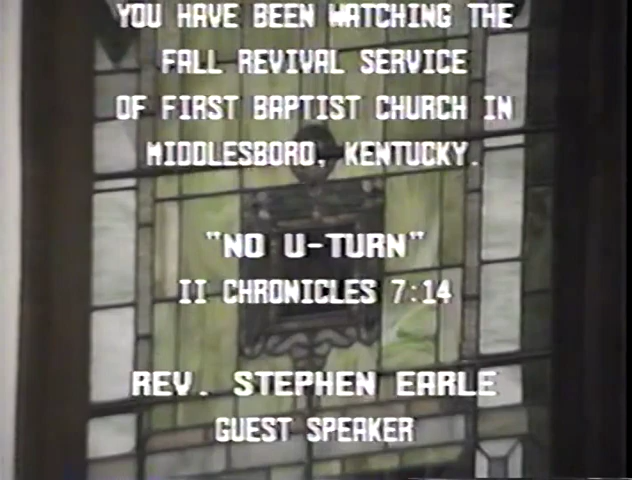 YOU HAVE BEEN WATCHING THE
FALL REVIVAL SERVICE
OF FIRST BAPTIST CHURCH IN
MIDDLESBORO, KENTUCKY.
"NO U-TURN"
II CHRONICLES 7:14
REV. STEPHEN EARLE
GUEST SPEAKER